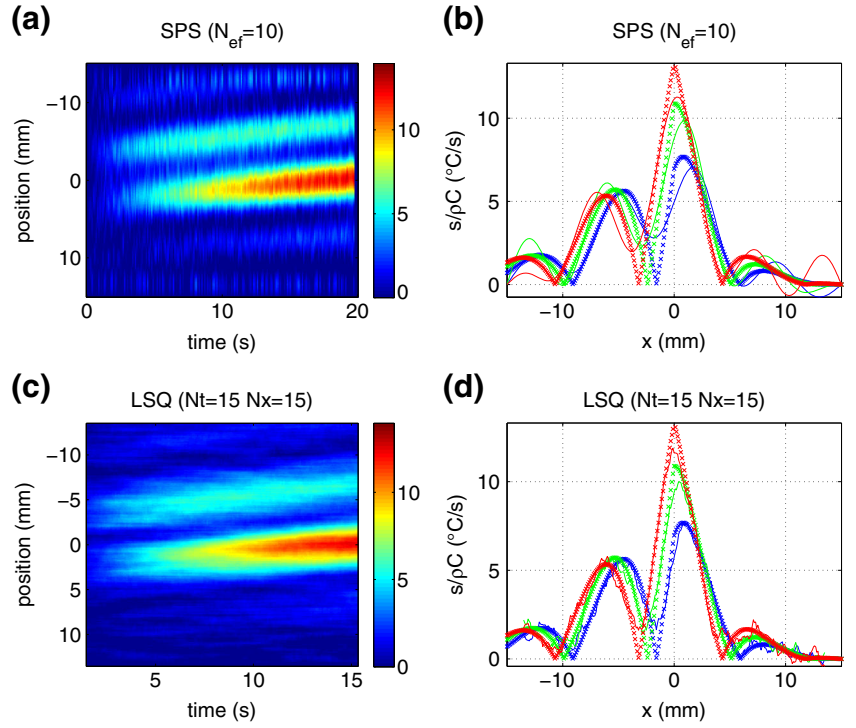 (a)
SPS (N_ef=10)
position (mm)
−10
0
10
0
10
20
time (s)
10
5
0
(b)
SPS (N_ef=10)
s/ρC (°C/s)
10
5
0
−10
0
10
x (mm)
(c)
LSQ (Nt=15 Nx=15)
position (mm)
−10
−5
0
5
10
5
10
15
time (s)
10
5
0
(d)
LSQ (Nt=15 Nx=15)
s/ρC (°C/s)
10
5
0
−10
0
10
x (mm)